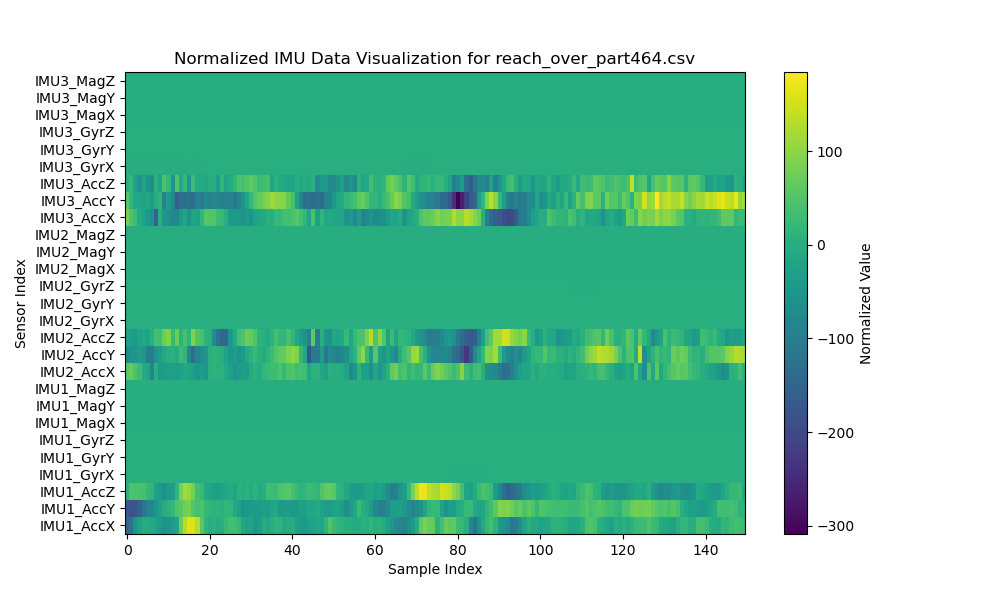 Normalized IMU Data Visualization for reach_over_part464.csv
IMU3_MagZ
IMU3_MagY
IMU3_MagX
IMU3_GyrZ
IMU3_GyrY
IMU3_GyrX
IMU3_AccZ
IMU3_AccY
IMU3_AccX
IMU2_MagZ
IMU2_MagY
IMU2_MagX
IMU2_GyrZ
IMU2_GyrY
IMU2_GyrX
IMU2_AccZ
IMU2_AccY
IMU2_AccX
IMU1_MagZ
IMU1_MagY
IMU1_MagX
IMU1_GyrZ
IMU1_GyrY
IMU1_GyrX
IMU1_AccZ
IMU1_AccY
IMU1_AccX
Sensor Index
0 20 40 60 80 100 120 140
Sample Index
100
0
−100
−200
−300
Normalized Value